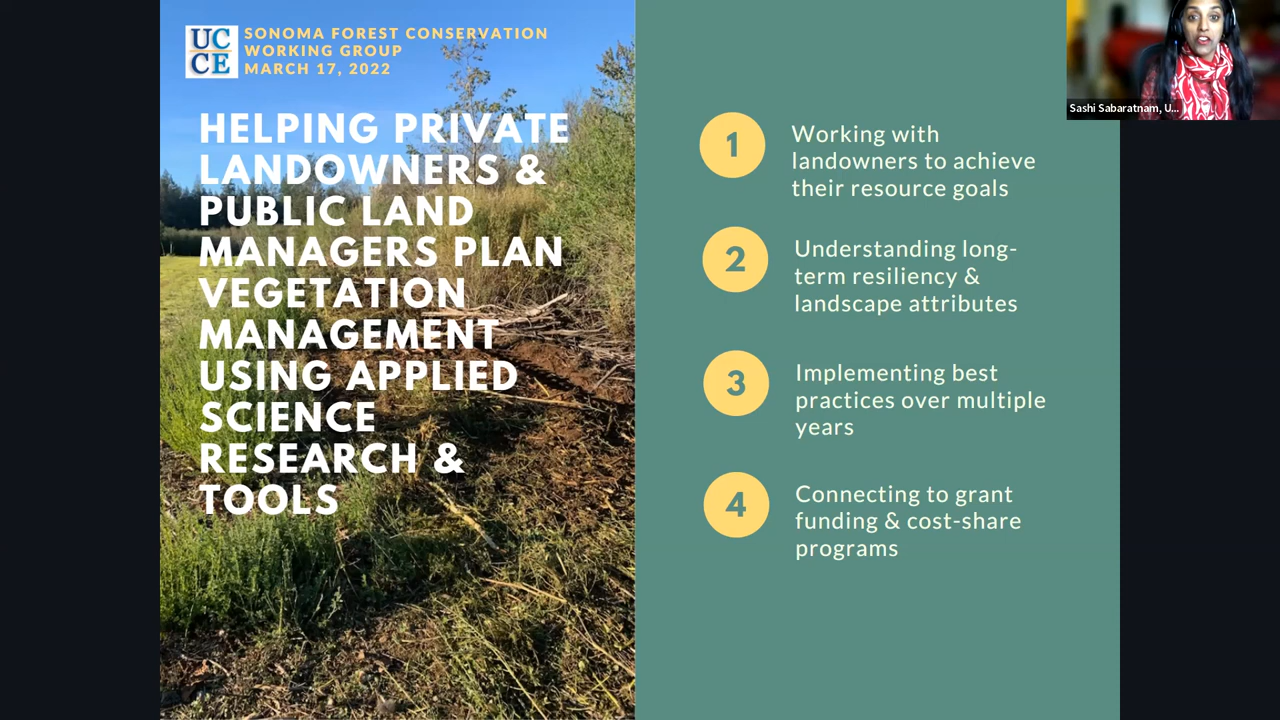 UC
CE
SONOMA FOREST CONSERVATION
WORKING GROUP
MARCH 17, 2022
HELPING PRIVATE
LANDOWNERS &
PUBLIC LAND
MANAGERS PLAN
VEGETATION
MANAGEMENT
USING APPLIED
SCIENCE
RESEARCH &
TOOLS
1
Working with
landowners to achieve
their resource goals
2
Understanding long-
term resiliency &
landscape attributes
3
Implementing best
practices over multiple
years
4
Connecting to grant
funding & cost-share
programs
Sashi Sabaratnam, U...